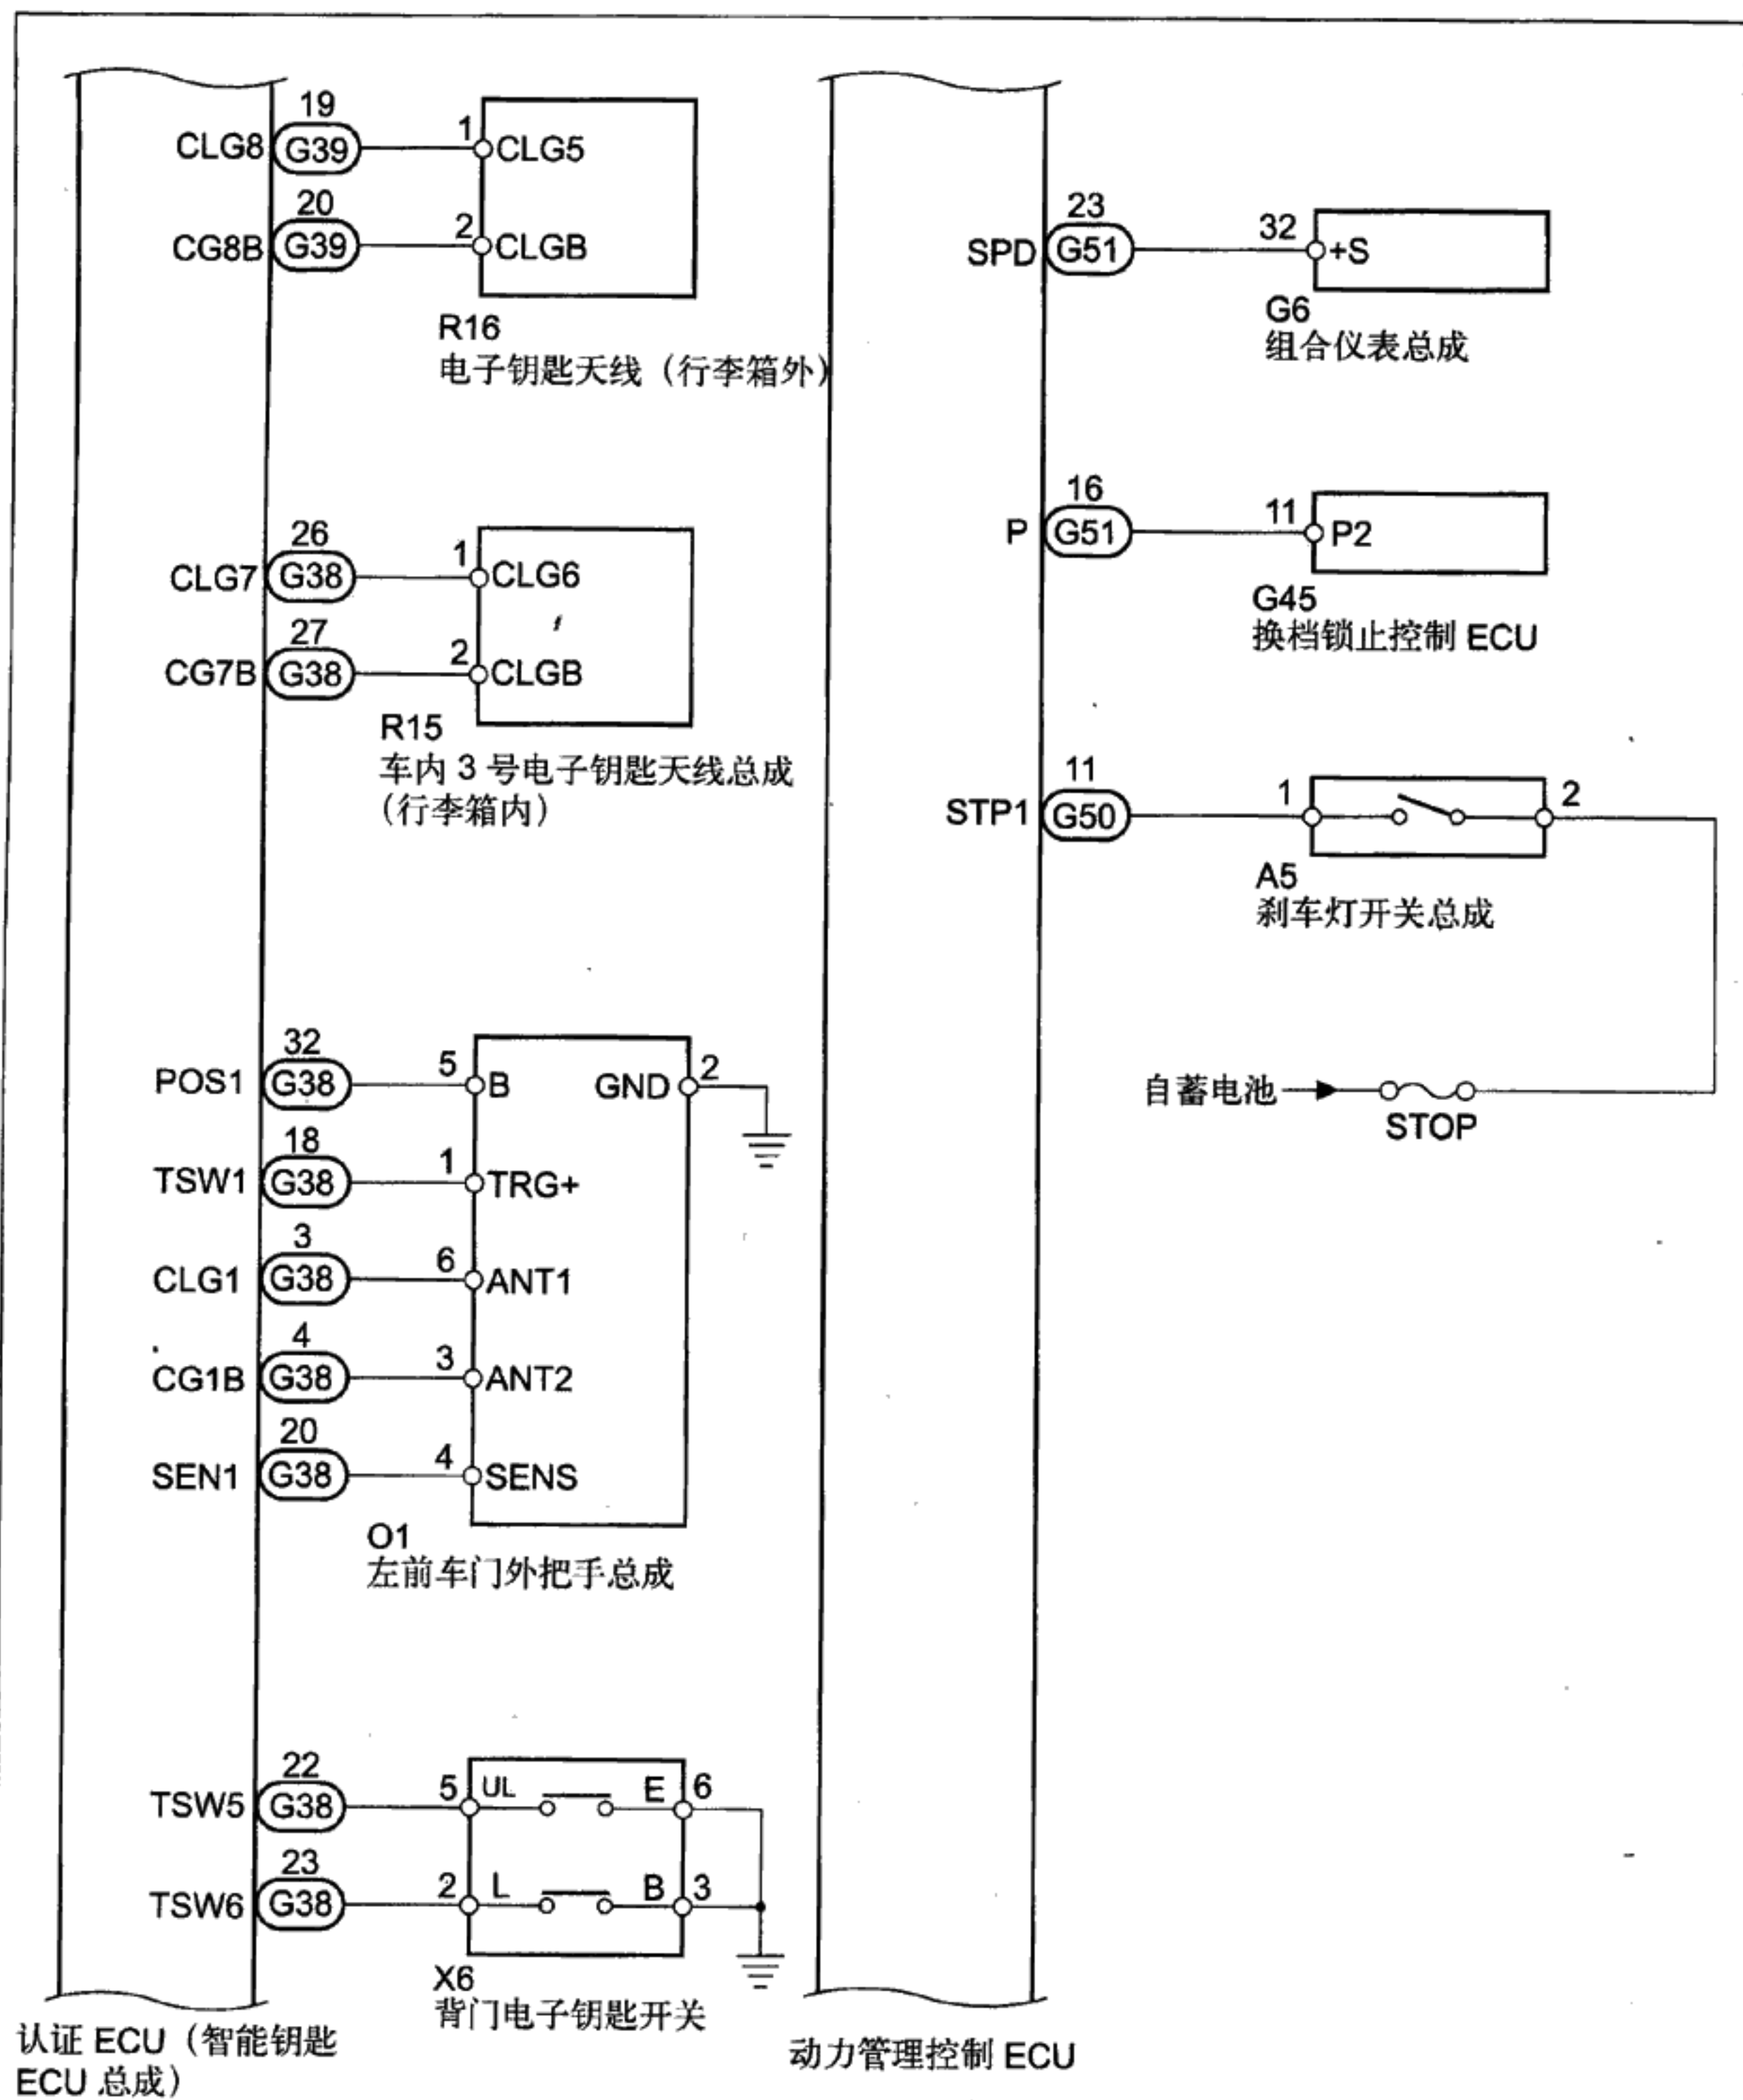 19
CLG8 G39 1 CLG5
20
CG8B G39 2 CLGB
R16
电子钥匙天线（行李箱外）
26
CLG7 G38 1 CLG6
27
CG7B G38 2 CLGB
R15
车内 3 号电子钥匙天线总成
（行李箱内）
32
POS1 G38 5 B GND 2
18
TSW1 G38 1 TRG+
3
CLG1 G38 6 ANT1
4
CG1B G38 3 ANT2
20
SEN1 G38 4 SENS
O1
左前车门外把手总成
22
TSW5 G38 5 UL E 6
23
TSW6 G38 2 L B 3
X6
背门电子钥匙开关
认证 ECU（智能钥匙
ECU 总成）
23
SPD G51 32 +S
G6
组合仪表总成
16
P G51 11 P2
G45
换档锁止控制 ECU
11
STP1 G50 1 2
A5
刹车灯开关总成
自蓄电池
STOP
动力管理控制 ECU